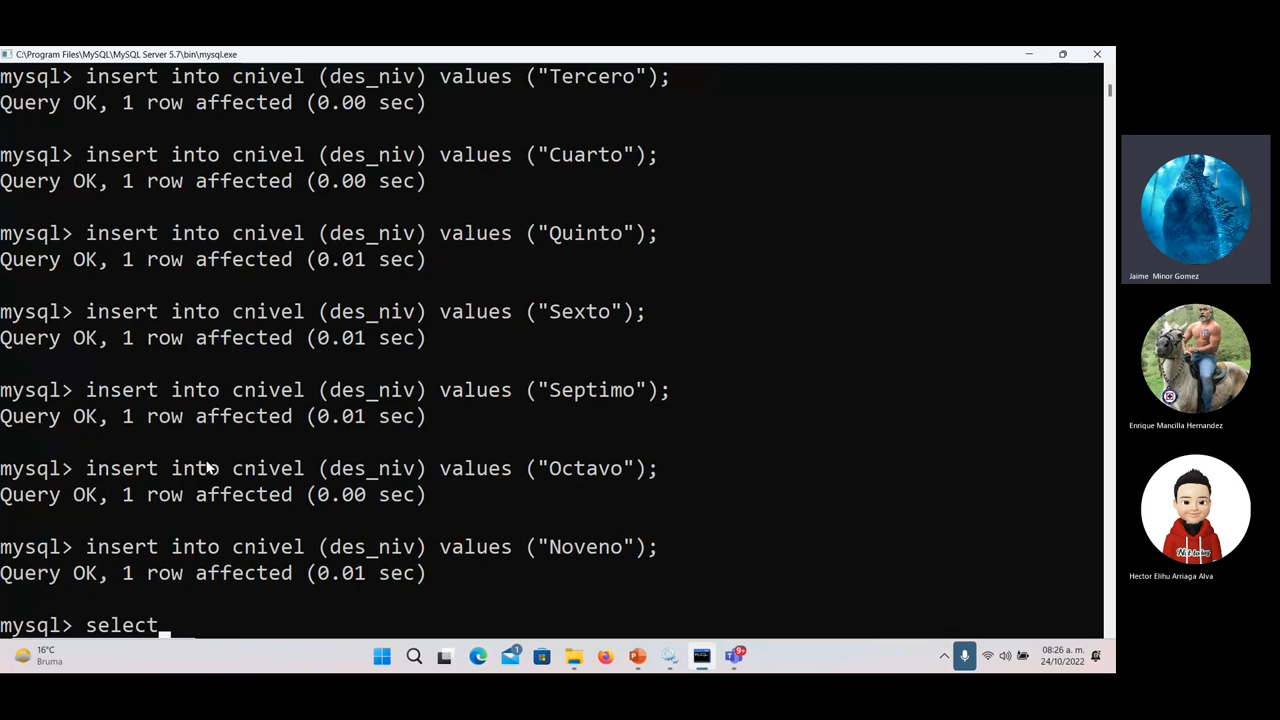 C:\Program Files\MySQL\MySQL Server 5.7\bin\mysql.exe
mysql> insert into cnivel (des_niv) values ("Tercero");
Query OK, 1 row affected (0.00 sec)
mysql> insert into cnivel (des_niv) values ("Cuarto");
Query OK, 1 row affected (0.00 sec)
mysql> insert into cnivel (des_niv) values ("Quinto");
Query OK, 1 row affected (0.01 sec)
mysql> insert into cnivel (des_niv) values ("Sexto");
Query OK, 1 row affected (0.01 sec)
mysql> insert into cnivel (des_niv) values ("Septimo");
Query OK, 1 row affected (0.01 sec)
mysql> insert into cnivel (des_niv) values ("Octavo");
Query OK, 1 row affected (0.00 sec)
mysql> insert into cnivel (des_niv) values ("Noveno");
Query OK, 1 row affected (0.01 sec)
mysql> select
Jaime Minor Gomez
Enrique Mancilla Hernandez
Hector Elihu Arriaga Alva
16°C
Bruma
1
9+
08:26 a. m.
24/10/2022